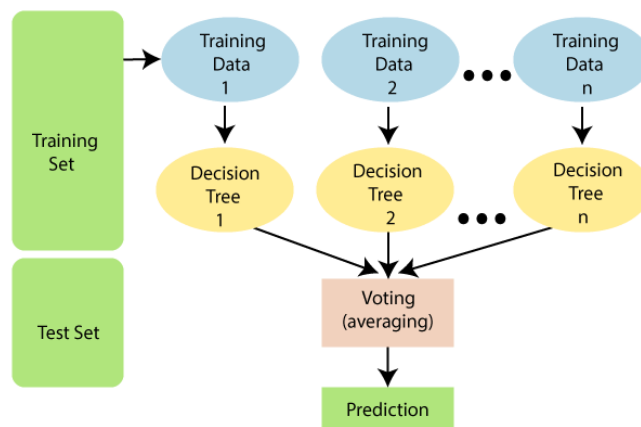 Training
Set
Test Set
Training
Data
1
Training
Data
2
Training
Data
n
Decision
Tree
1
Decision
Tree
2
Decision
Tree
n
Voting
(averaging)
Prediction